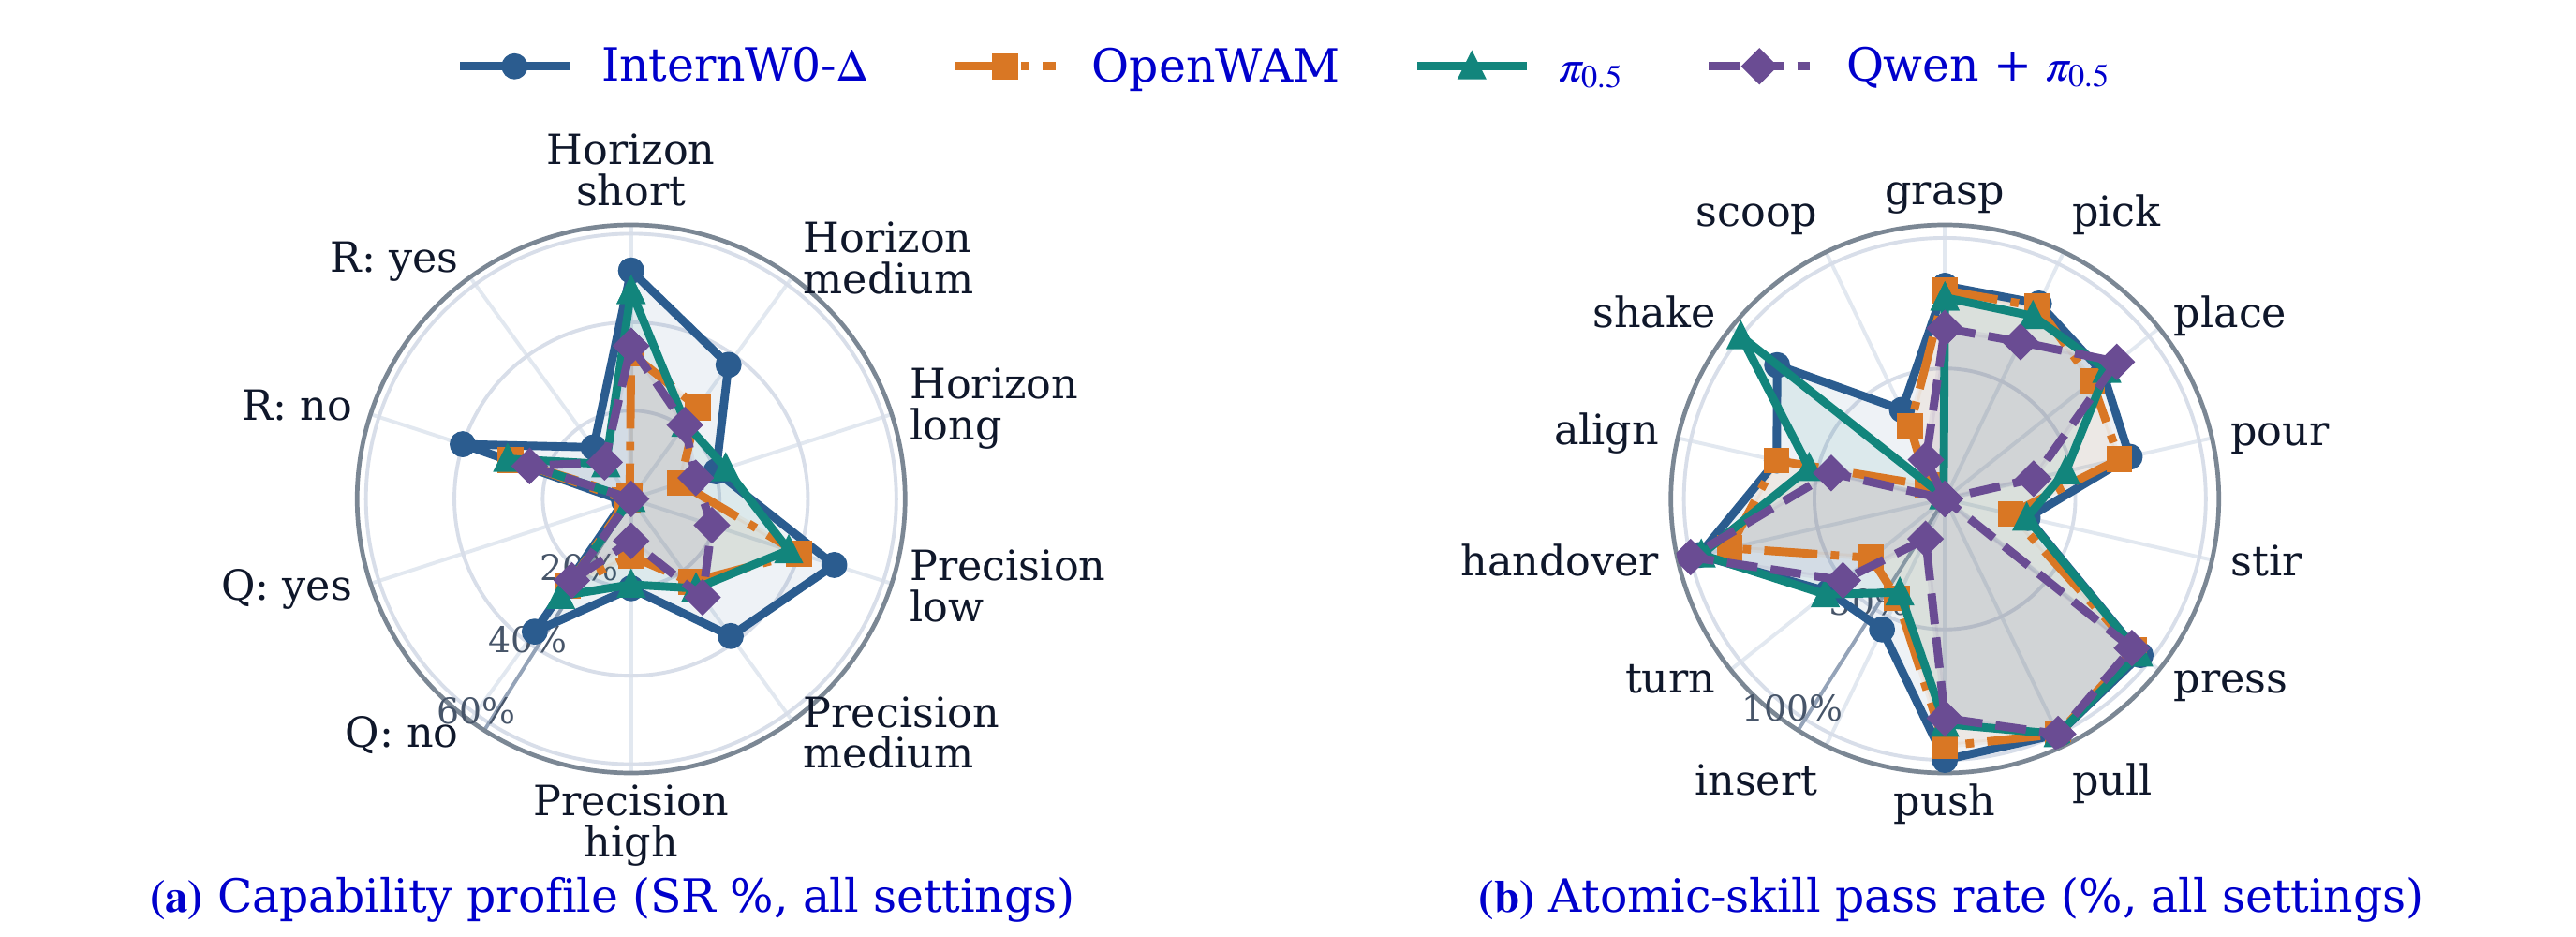 InternW0-Δ OpenWAM π0.5 Qwen + π0.5
Horizon
short
Horizon
medium
Horizon
long
Precision
low
Precision
medium
Precision
high
Q: no
Q: yes
R: no
R: yes
20%
40%
60%
(a) Capability profile (SR %, all settings)
grasp
pick
place
pour
stir
press
pull
push
insert
turn
handover
align
shake
scoop
50%
100%
(b) Atomic-skill pass rate (%, all settings)